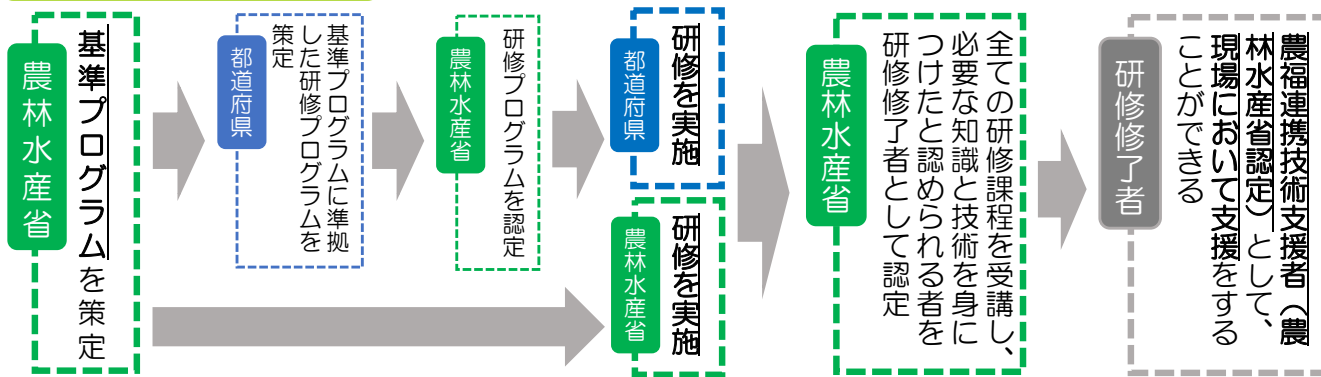 農林水産省
基準プログラムを策定
都道府県
基準プログラムに準拠
した研修プログラムを
策定
農林水産省
研修プログラムを認定
都道府県
研修を実施
農林水産省
研修を実施
農林水産省
全ての研修課程を受講し、
必要な知識と技術を身に
つけたと認められる者を
研修修了者として認定
研修修了者
農福連携技術支援者（農
林水産省認定）として、
現場において支援をする
ことができる